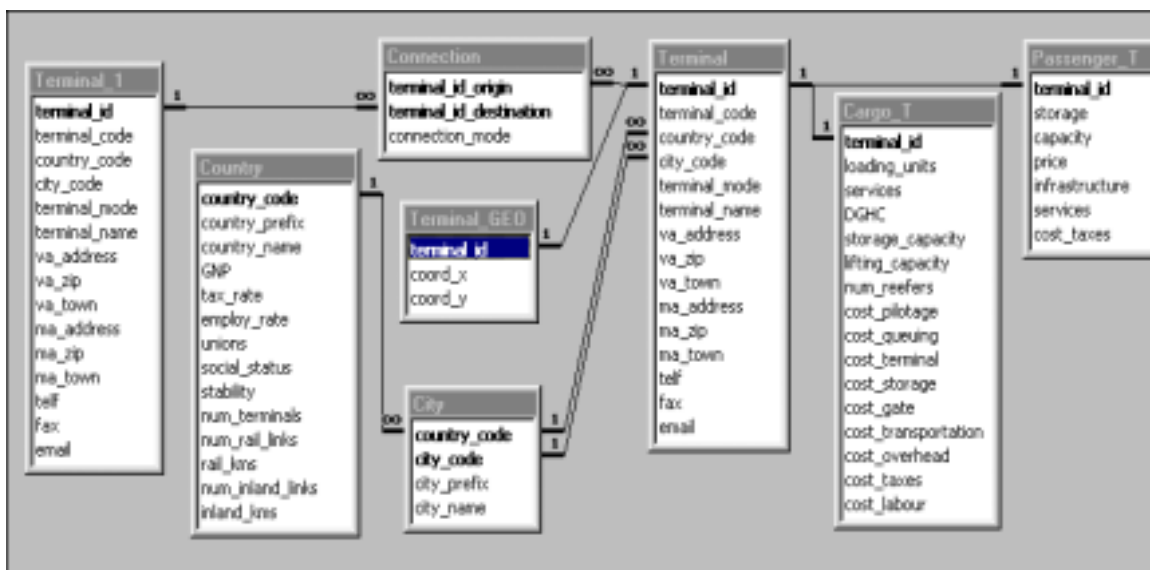 Terminal_1
terminal_id
terminal_code
country_code
city_code
terminal_mode
terminal_name
va_address
va_zip
va_town
ma_address
ma_zip
ma_town
telf
fax
email
1
∞
Country
country_code
country_prefix
country_name
GNP
tax_rate
employ_rate
unions
social_status
stability
num_terminals
num_rail_links
rail_kms
num_inland_links
inland_kms
1
∞
Connection
terminal_id_origin
terminal_id_destination
connection_mode
∞
1
Terminal_GEO
terminal_id
coord_x
coord_y
1
City
country_code
city_code
city_prefix
city_name
1
1
∞
∞
Terminal
terminal_id
terminal_code
country_code
city_code
terminal_mode
terminal_name
va_address
va_zip
va_town
ma_address
ma_zip
ma_town
telf
fax
email
1
1
1
Cargo_T
terminal_id
loading_units
services
DGHC
storage_capacity
lifting_capacity
num_reefers
cost_pilotage
cost_queuing
cost_terminal
cost_storage
cost_gate
cost_transportation
cost_overhead
cost_taxes
cost_labour
Passenger_T
terminal_id
storage
capacity
price
infrastructure
services
cost_taxes